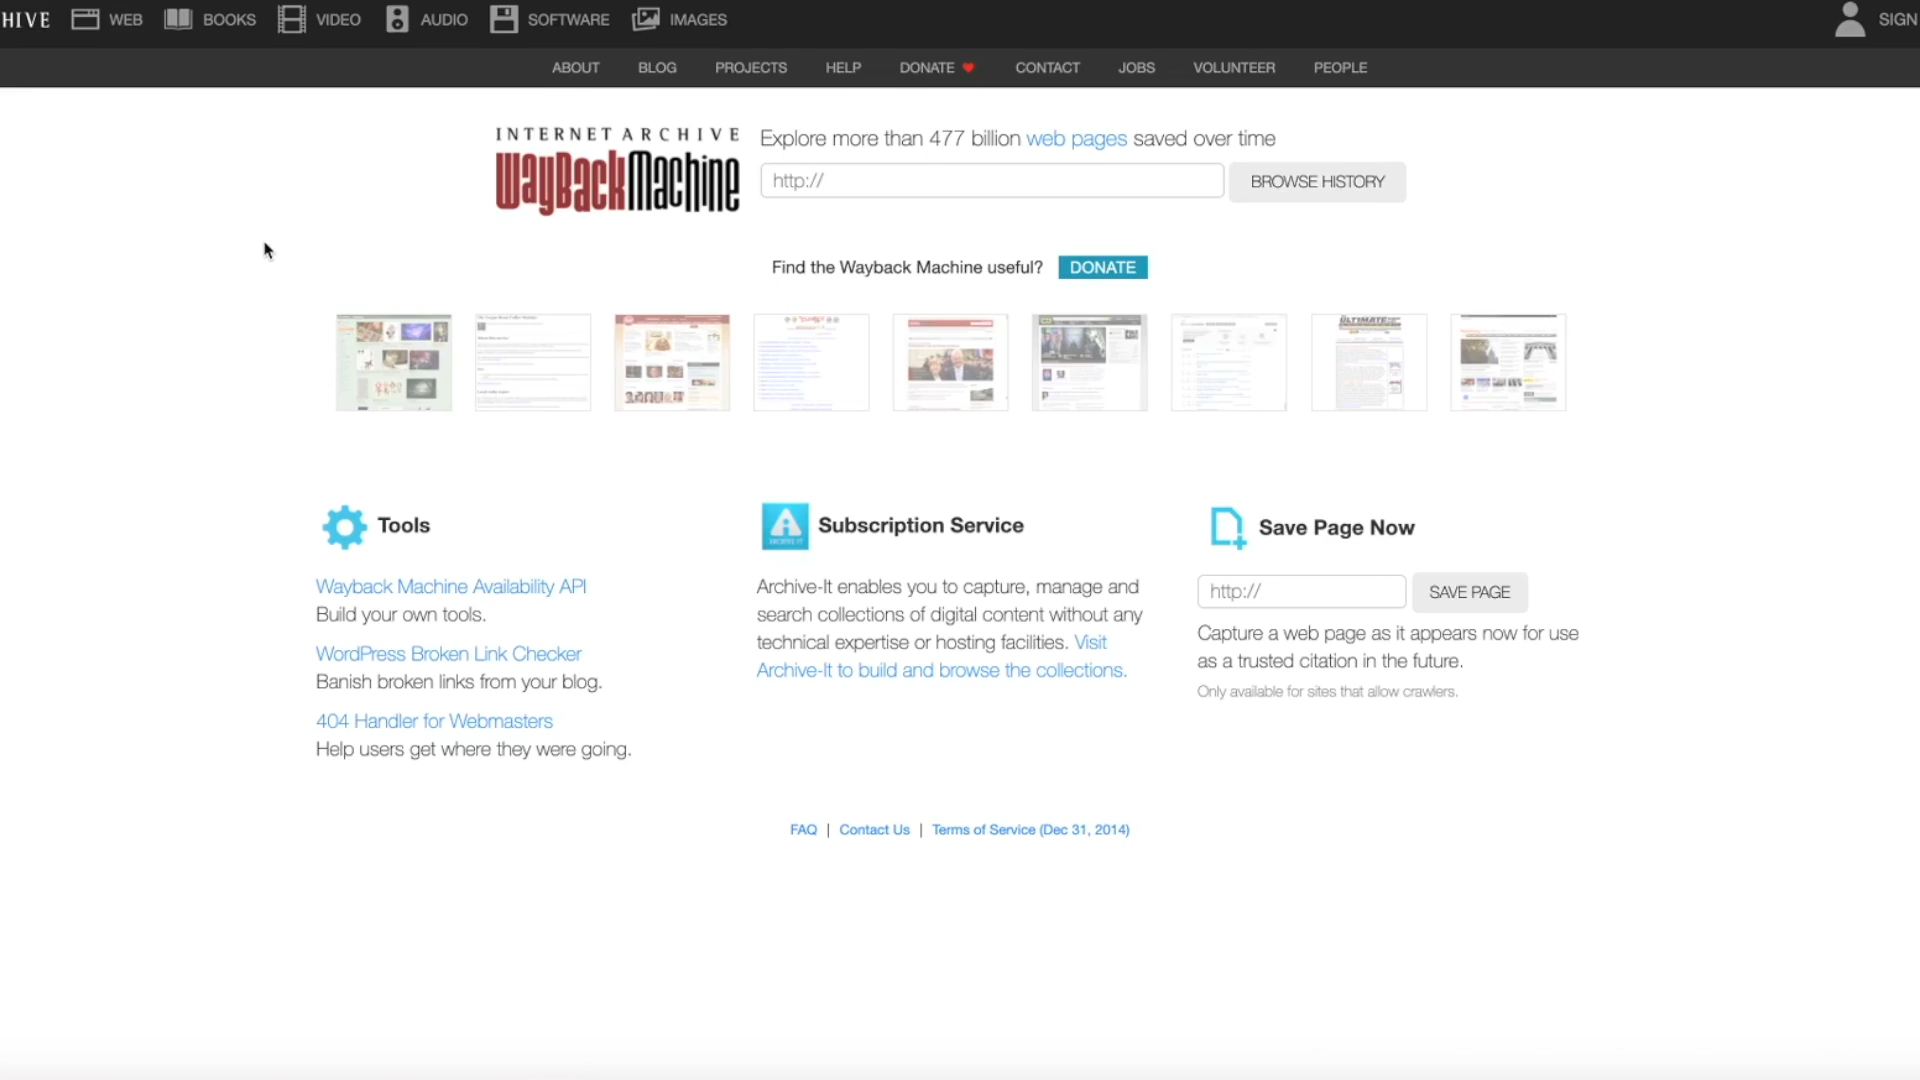 HIVE WEB BOOKS VIDEO AUDIO SOFTWARE IMAGES SIGN
ABOUT BLOG PROJECTS HELP DONATE CONTACT JOBS VOLUNTEER PEOPLE
INTERNET ARCHIVE
WayBackMachine
Explore more than 477 billion web pages saved over time
http://
BROWSE HISTORY
Find the Wayback Machine useful? DONATE
Tools
Wayback Machine Availability API
Build your own tools.
WordPress Broken Link Checker
Banish broken links from your blog.
404 Handler for Webmasters
Help users get where they were going.
Subscription Service
Archive-It enables you to capture, manage and
search collections of digital content without any
technical expertise or hosting facilities. Visit
Archive-It to build and browse the collections.
Save Page Now
http://
SAVE PAGE
Capture a web page as it appears now for use
as a trusted citation in the future.
Only available for sites that allow crawlers.
FAQ | Contact Us | Terms of Service (Dec 31, 2014)